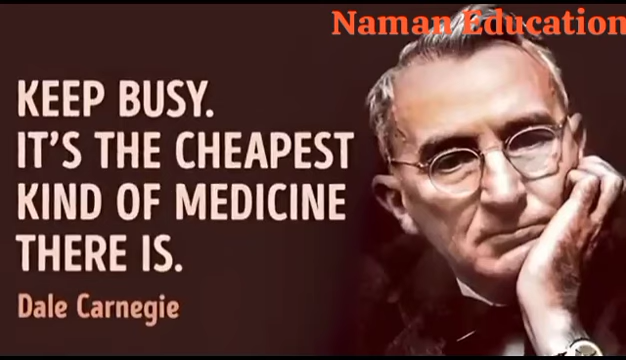 Naman Education
KEEP BUSY.
IT'S THE CHEAPEST
KIND OF MEDICINE
THERE IS.
Dale Carnegie